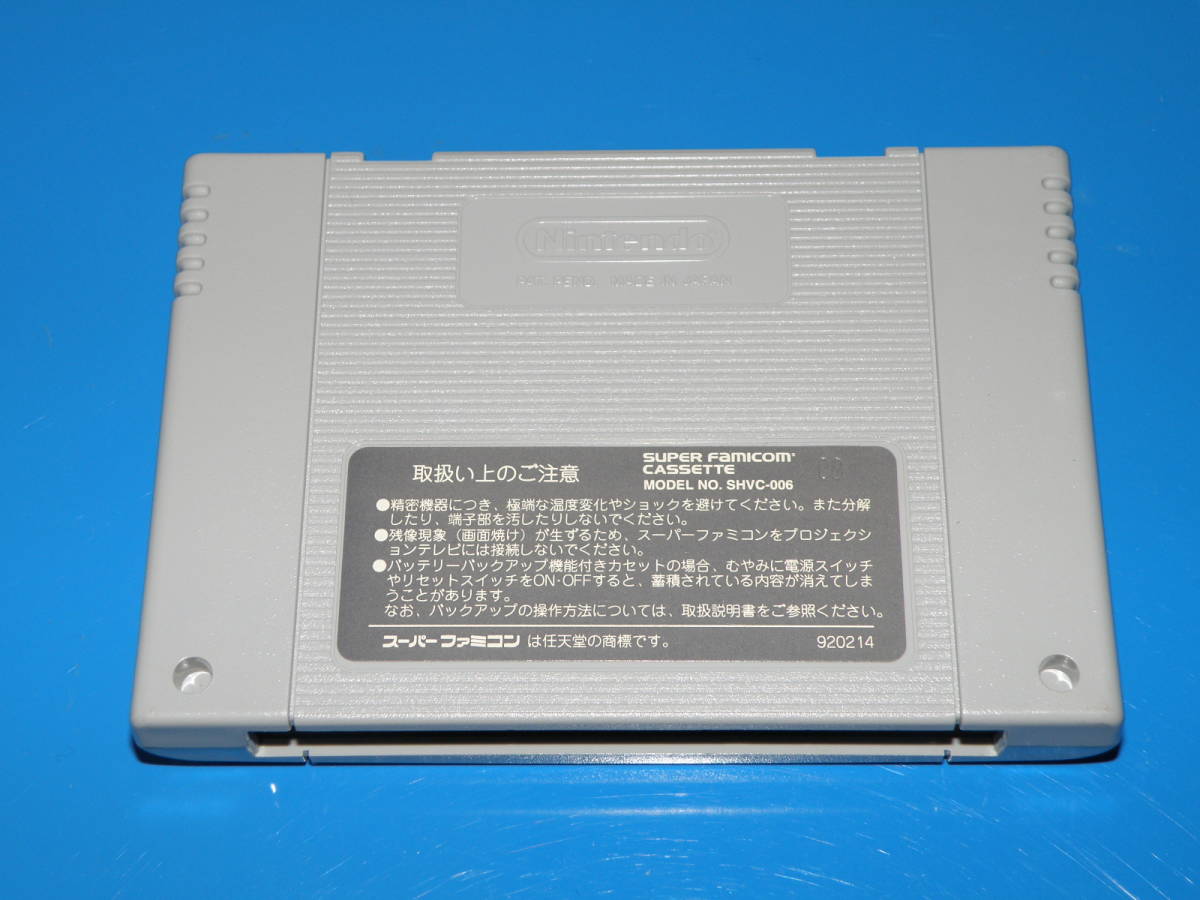 Nintendo
PAT. PEND. MADE IN JAPAN
取扱い上のご注意
SUPER FAMICOM
CASSETTE
MODEL NO. SHVC-006
●精密機器につき、極端な温度変化やショックを避けてください。また分解
したり、端子部を汚したりしないでください。
●残像現象（画面焼け）が生ずるため、スーパーファミコンをプロジェクシ
ョンテレビには接続しないでください。
●バッテリーバックアップ機能付きカセットの場合、むやみに電源スイッチ
やリセットスイッチをON·OFFすると、蓄積されている内容が消えてしま
うことがあります。
なお、バックアップの操作方法については、取扱説明書をご参照ください。
スーパーファミコン は任天堂の商標です。
920214